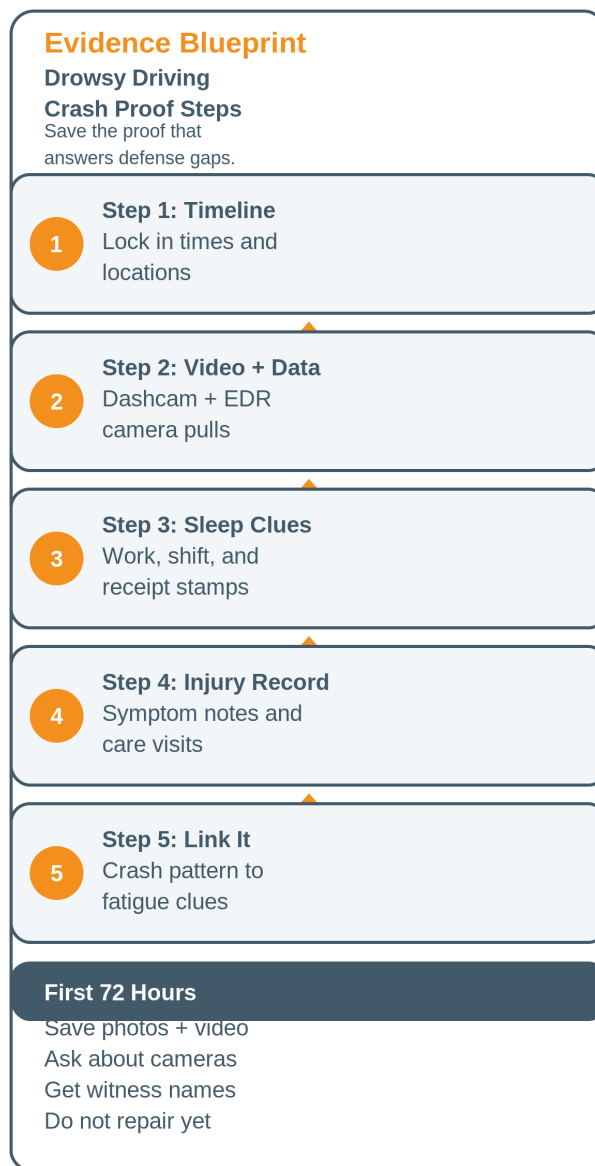 Evidence Blueprint
Drowsy Driving
Crash Proof Steps
Save the proof that
answers defense gaps.
1
Step 1: Timeline
Lock in times and
locations
2
Step 2: Video + Data
Dashcam + EDR
camera pulls
3
Step 3: Sleep Clues
Work, shift, and
receipt stamps
4
Step 4: Injury Record
Symptom notes and
care visits
5
Step 5: Link It
Crash pattern to
fatigue clues
First 72 Hours
Save photos + video
Ask about cameras
Get witness names
Do not repair yet